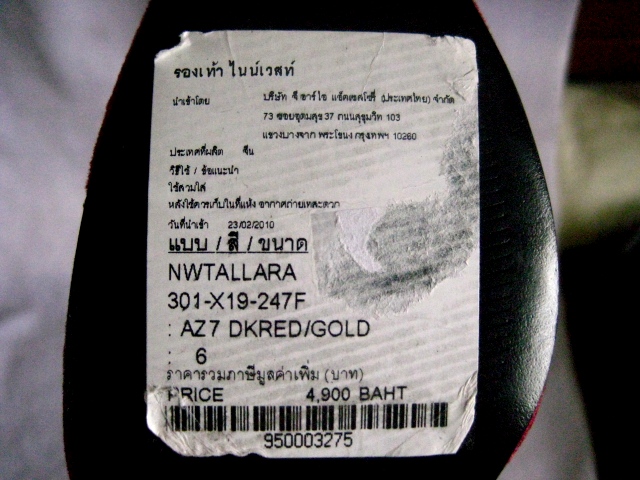 รองเท้า ไนน์เวสท์
นำเข้าโดย บริษัท จี อาร์ไอ แอ็คเซสโซรี่ (ประเทศไทย) จำกัด
73 ซอยอุดมสุข 37 ถนนสุขุมวิท 103
แขวงบางจาก พระโขนง กรุงเทพฯ 10260
ประเทศที่ผลิต จีน
วิธีใช้ / ข้อแนะนำ
ใช้สวมใส่
หลังใช้ควรเก็บในที่แห้ง อากาศถ่ายเทสะดวก
วันที่นำเข้า 23/02/2010
แบบ / สี / ขนาด
NWTALLARA
301-X19-247F
: AZ7 DKRED/GOLD
: 6
ราคารวมภาษีมูลค่าเพิ่ม (บาท)
PRICE 4,900 BAHT
950003275